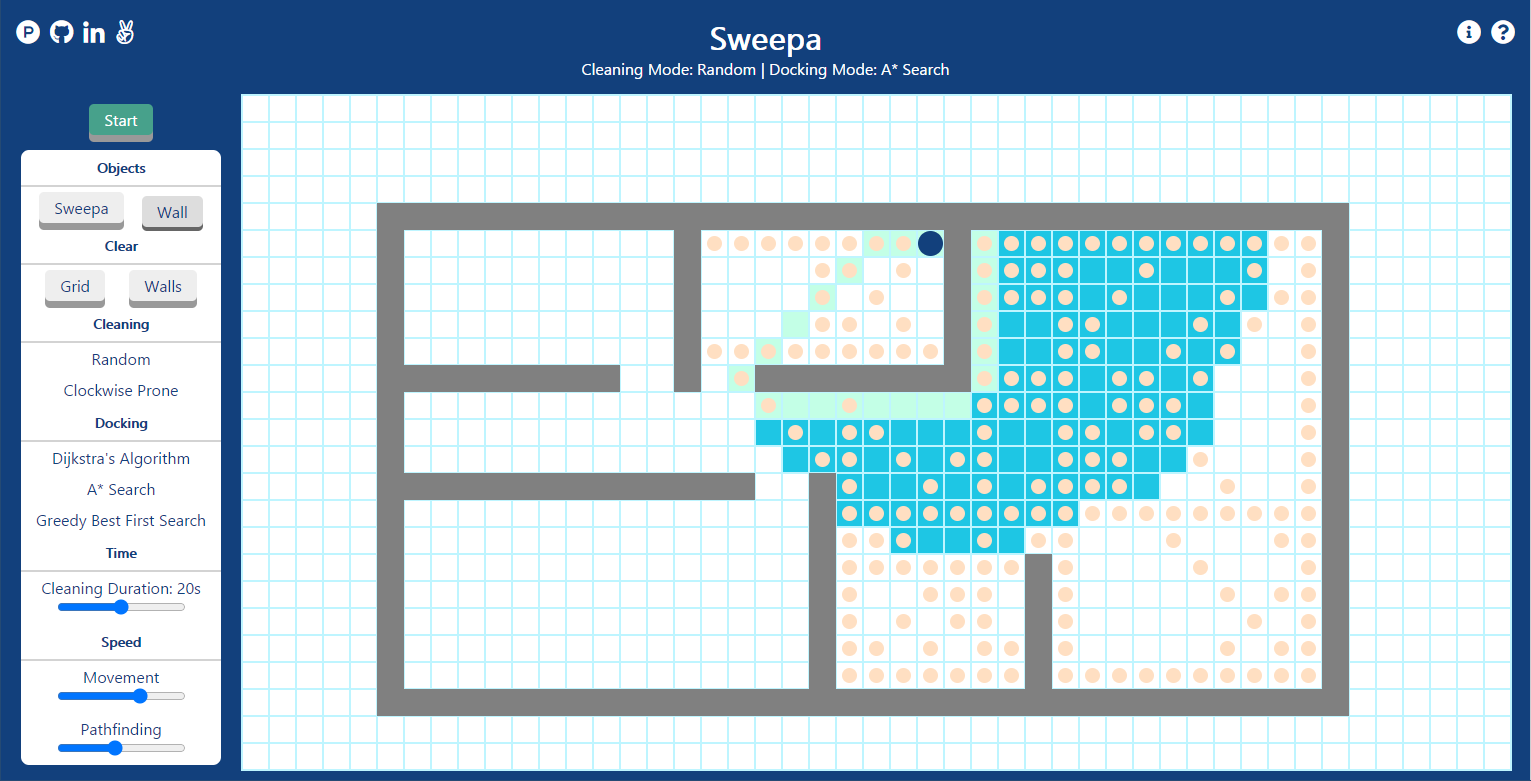 Sweepa
Cleaning Mode: Random | Docking Mode: A* Search
Start
Objects
Sweepa
Wall
Clear
Grid
Walls
Cleaning
Random
Clockwise Prone
Docking
Dijkstra's Algorithm
A* Search
Greedy Best First Search
Time
Cleaning Duration: 20s
Speed
Movement
Pathfinding